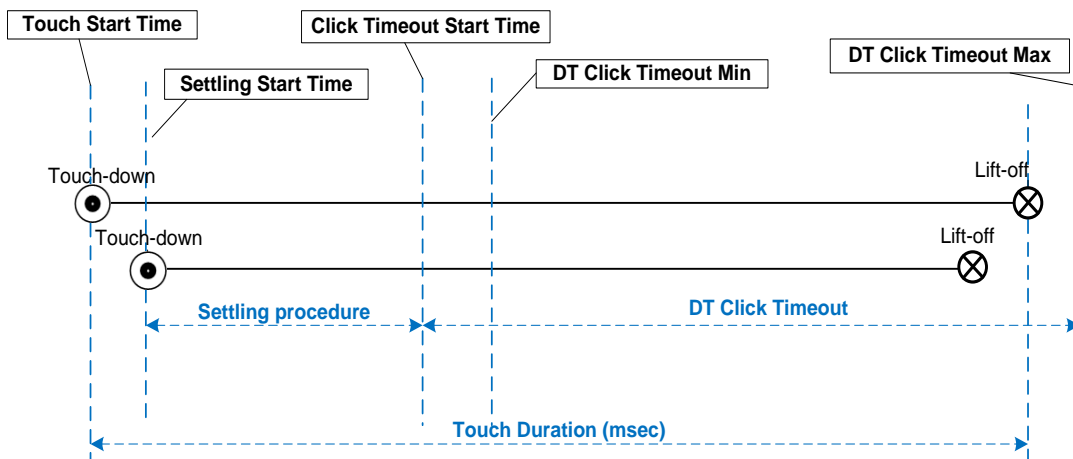 Touch Start Time
Click Timeout Start Time
DT Click Timeout Max
DT Click Timeout Min
Settling Start Time
Touch-down
Lift-off
Touch-down
Lift-off
Settling procedure
DT Click Timeout
Touch Duration (msec)